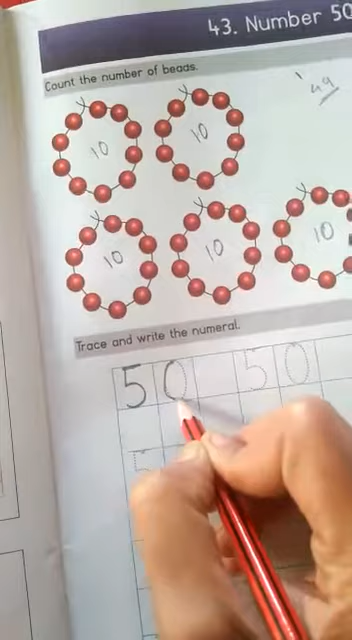 43. Number 50
Count the number of beads.
49
10 10
10 10 10
Trace and write the numeral.
50 50
5